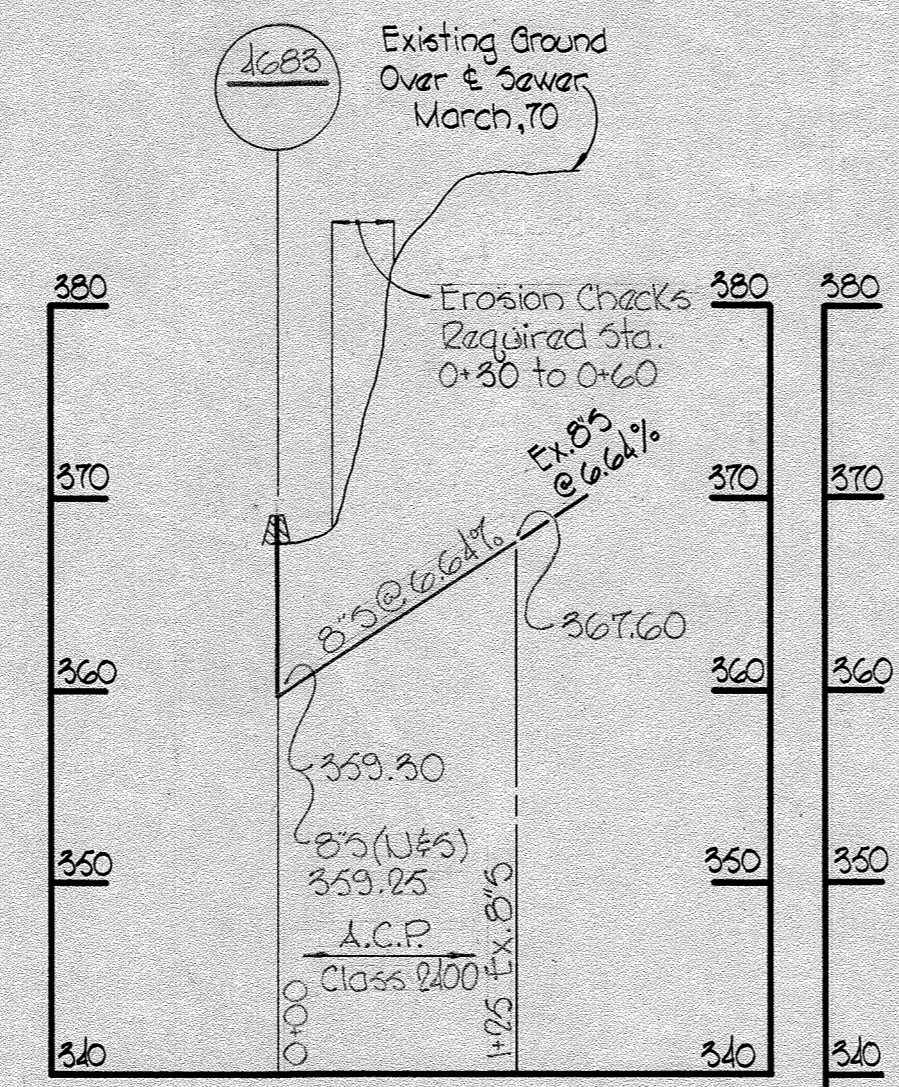 4683
Existing Ground
Over ℄ Sewer
March, 70
380
380
380
Erosion Checks
Required Sta.
0+30 to 0+60
Ex. 8"S
@ 6.64%
370
370
370
8"S @ 6.64%
367.60
360
360
360
359.30
8"S (N&S)
359.25
350
350
350
A.C.P.
Class 2400
0+00
1+25 Ex. 8"S
340
340
340